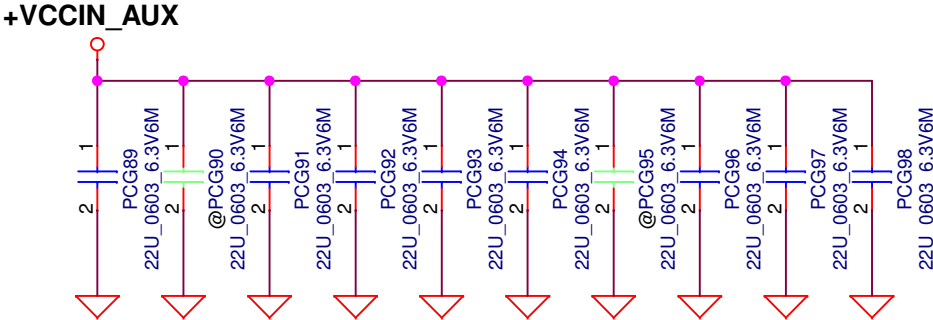 +VCCIN_AUX
1
2
PCG89
22U_0603_6.3V6M
1
2
@PCG90
22U_0603_6.3V6M
1
2
PCG91
22U_0603_6.3V6M
1
2
PCG92
22U_0603_6.3V6M
1
2
PCG93
22U_0603_6.3V6M
1
2
PCG94
22U_0603_6.3V6M
1
2
@PCG95
22U_0603_6.3V6M
1
2
PCG96
22U_0603_6.3V6M
1
2
PCG97
22U_0603_6.3V6M
1
2
PCG98
22U_0603_6.3V6M